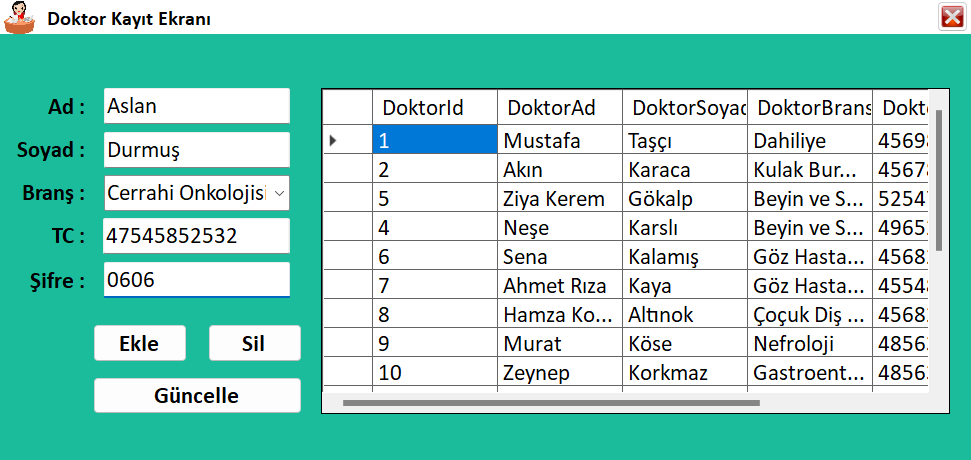 Doktor Kayıt Ekranı
Ad : Aslan
Soyad : Durmuş
Branş : Cerrahi Onkolojisi
TC : 47545852532
Şifre : 0606
Ekle Sil
Güncelle
DoktorId DoktorAd DoktorSoyad DoktorBrans Dokto
1 Mustafa Taşçı Dahiliye 4569
2 Akın Karaca Kulak Bur... 4567
5 Ziya Kerem Gökalp Beyin ve S... 5254
4 Neşe Karslı Beyin ve S... 4965
6 Sena Kalamış Göz Hasta... 4568
7 Ahmet Rıza Kaya Göz Hasta... 4554
8 Hamza Ko... Altınok Çoçuk Diş ... 4568
9 Murat Köse Nefroloji 4856
10 Zeynep Korkmaz Gastroent... 4856